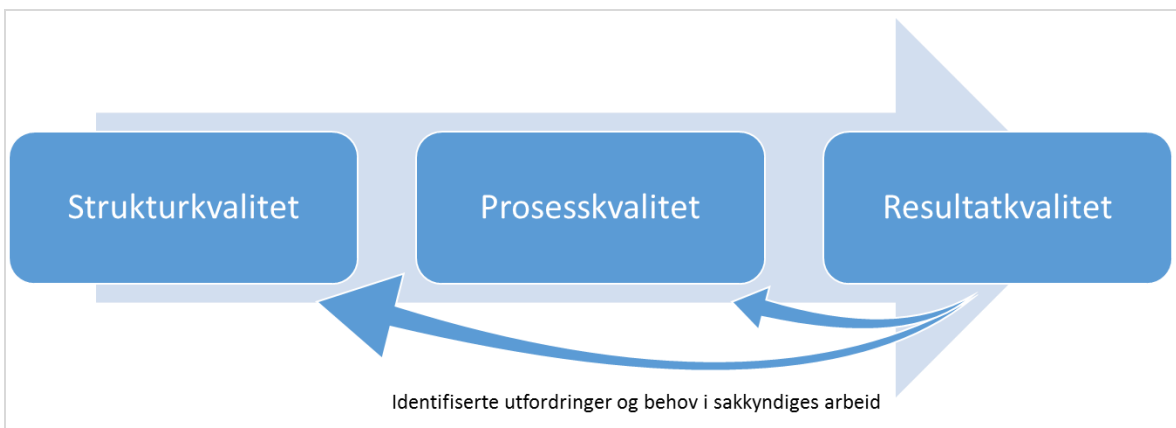 Strukturkvalitet
Prosesskvalitet
Resultatkvalitet
Identifiserte utfordringer og behov i sakkyndiges arbeid